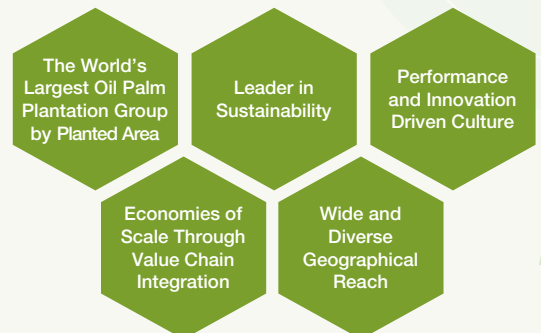 The World's
Largest Oil Palm
Plantation Group
by Planted Area
Leader in
Sustainability
Performance
and Innovation
Driven Culture
Economies of
Scale Through
Value Chain
Integration
Wide and
Diverse
Geographical
Reach